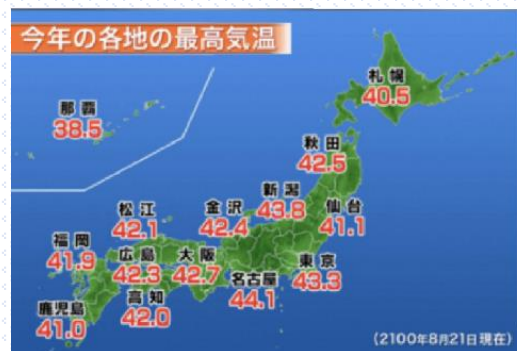 今年の各地の最高気温
札幌
40.5
那覇
38.5
秋田
42.5
新潟
43.8
仙台
41.1
金沢
42.4
松江
42.1
福岡
41.9
広島
42.3
大阪
42.7
東京
43.3
名古屋
44.1
高知
42.0
鹿児島
41.0
(2100年8月21日現在)